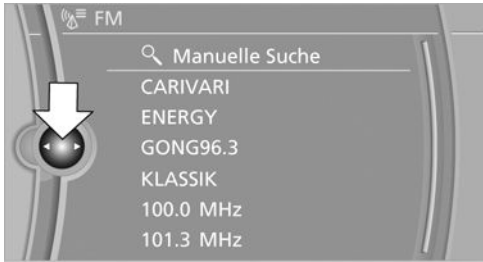 FM
Manuelle Suche
CARIVARI
ENERGY
GONG96.3
KLASSIK
100.0 MHz
101.3 MHz